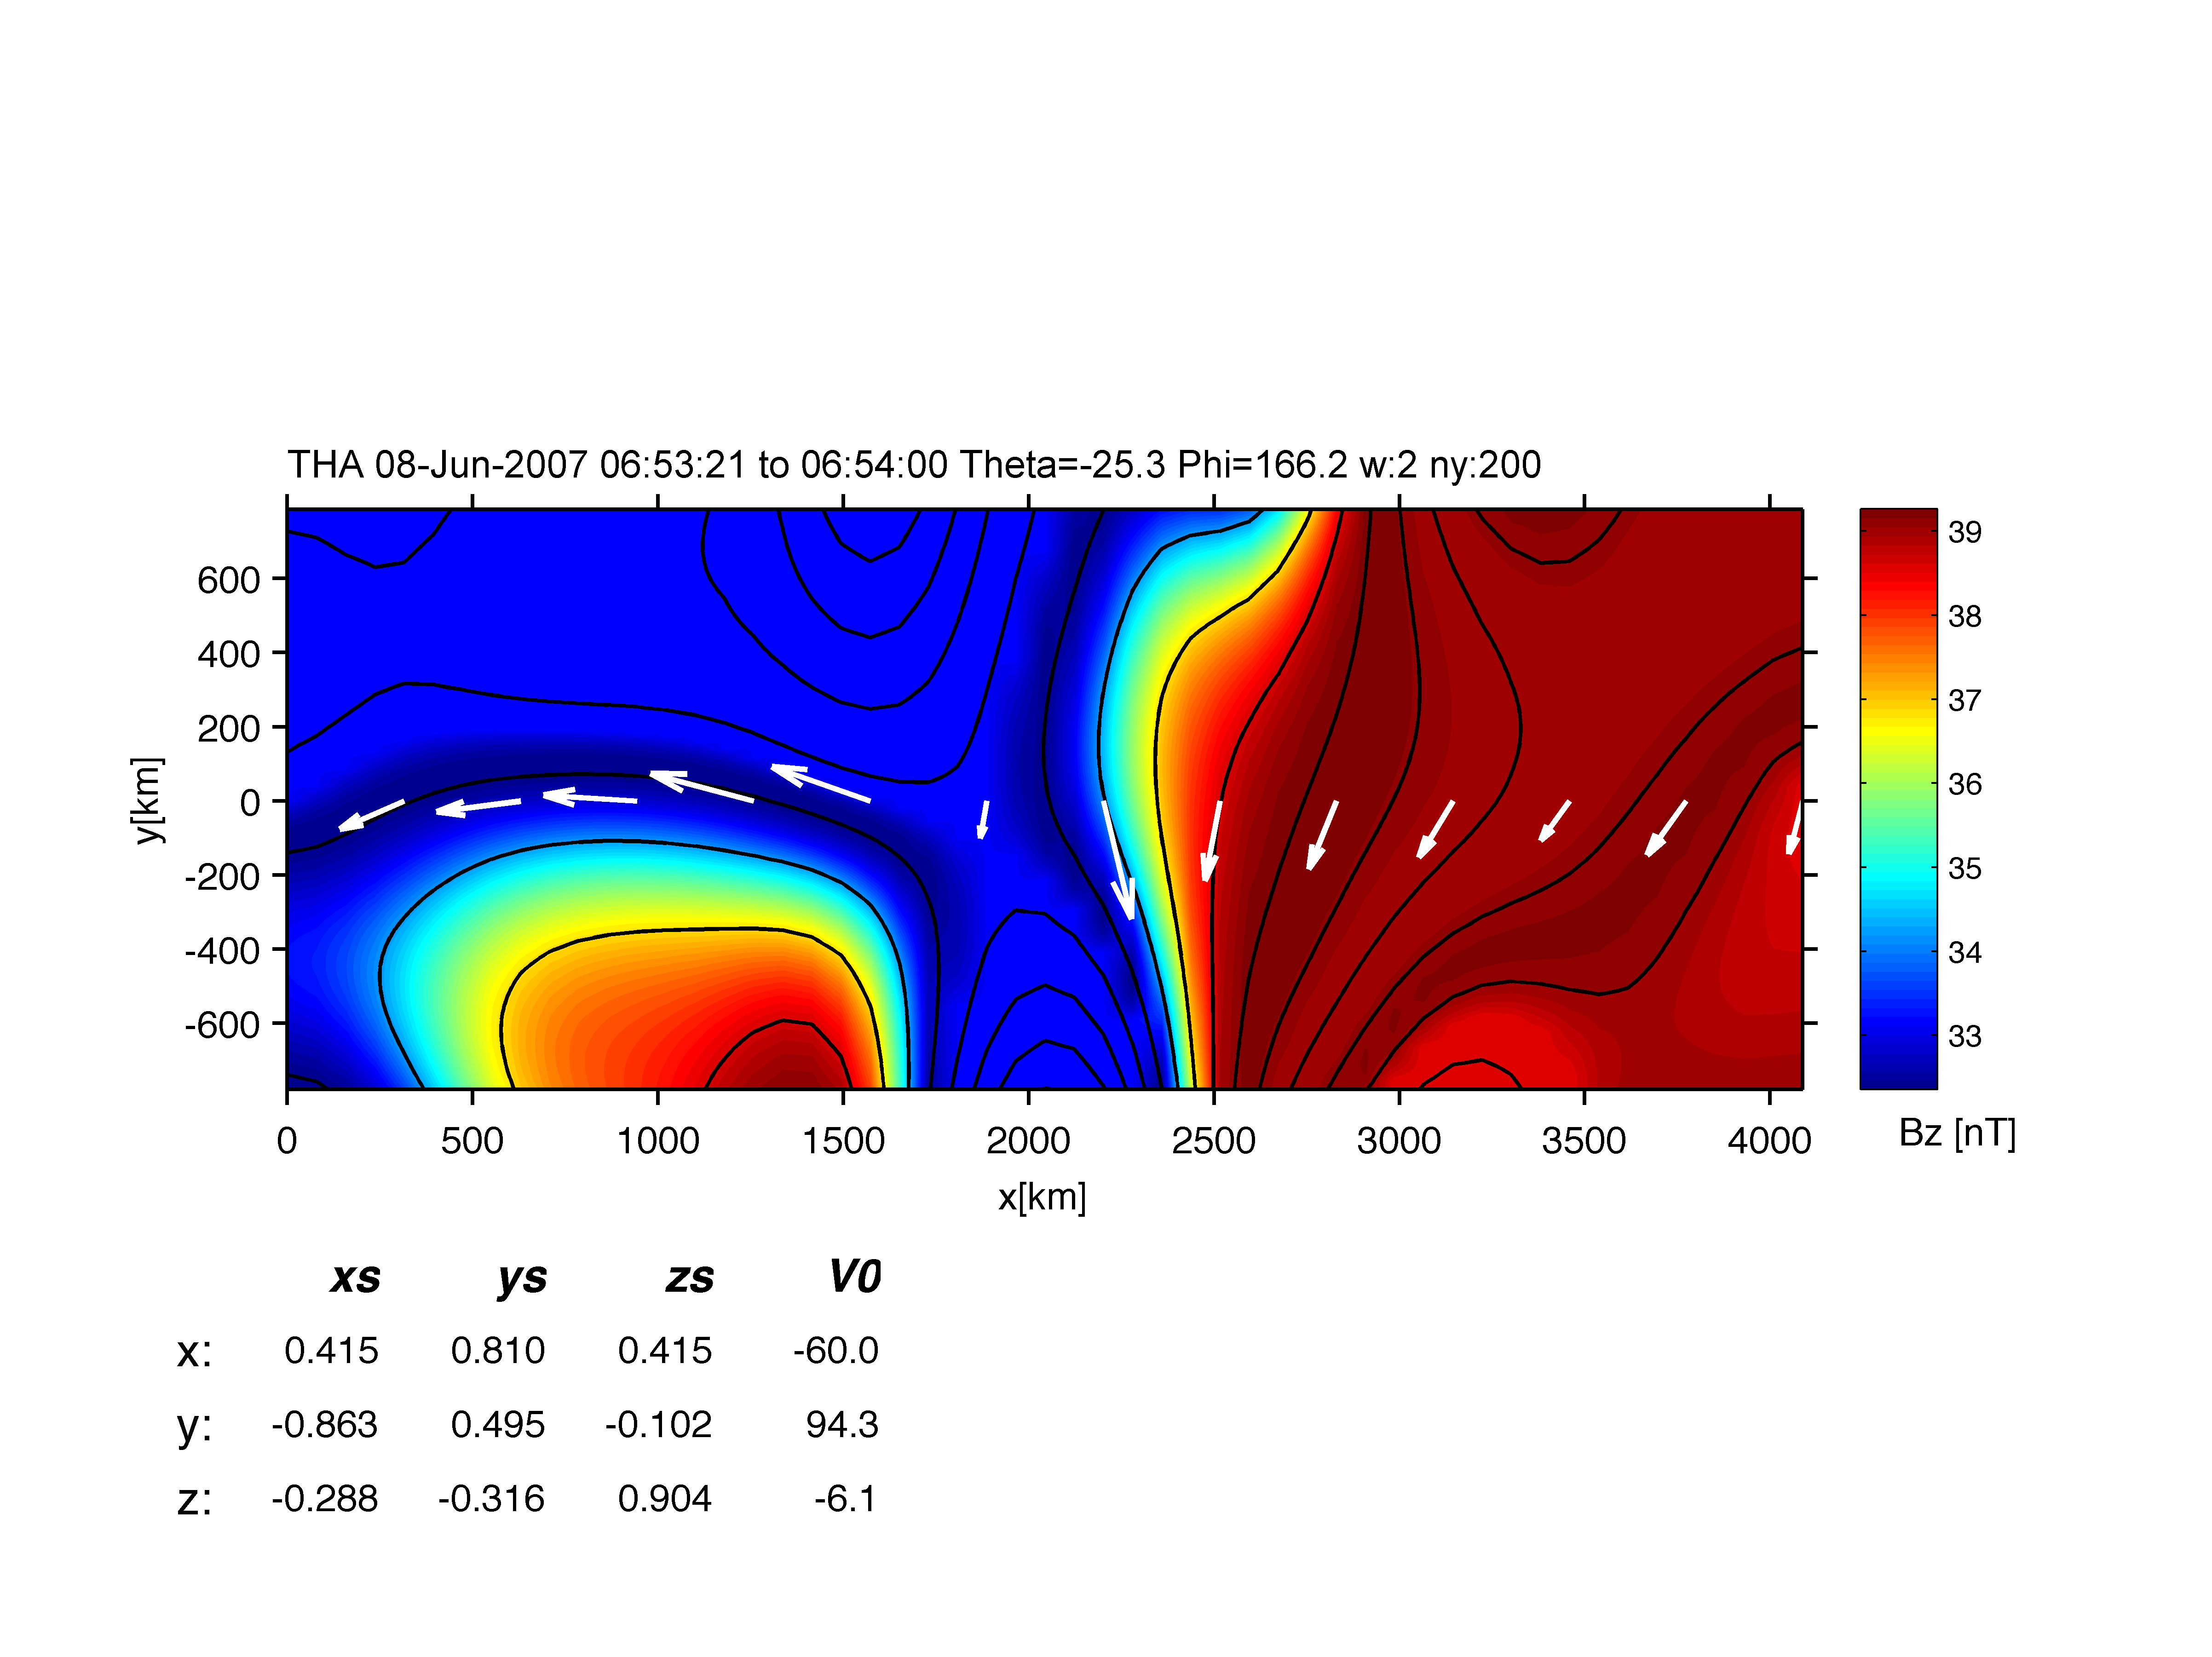 THA 08-Jun-2007 06:53:21 to 06:54:00 Theta=-25.3 Phi=166.2 w:2 ny:200
600
400
200
0
-200
-400
-600
y[km]
0 500 1000 1500 2000 2500 3000 3500 4000
x[km]
39
38
37
36
35
34
33
Bz [nT]
xs ys zs V0
x: 0.415 0.810 0.415 -60.0
y: -0.863 0.495 -0.102 94.3
z: -0.288 -0.316 0.904 -6.1